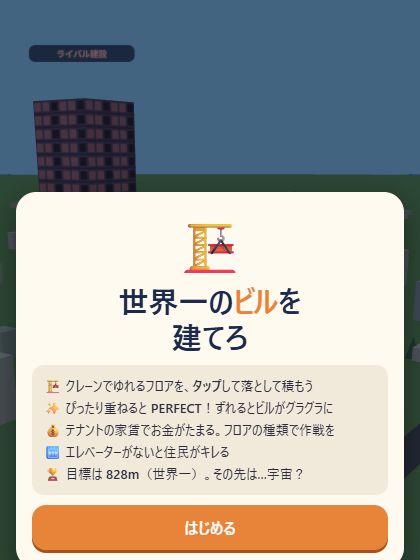 ライバル建設
世界一のビルを
建てろ
クレーンでゆれるフロアを、タップして落として積もう
ぴったり重ねると PERFECT！ずれるとビルがグラグラに
テナントの家賃でお金がたまる。フロアの種類で作戦を
エレベーターがないと住民がキレる
目標は 828m（世界一）。その先は…宇宙？
はじめる